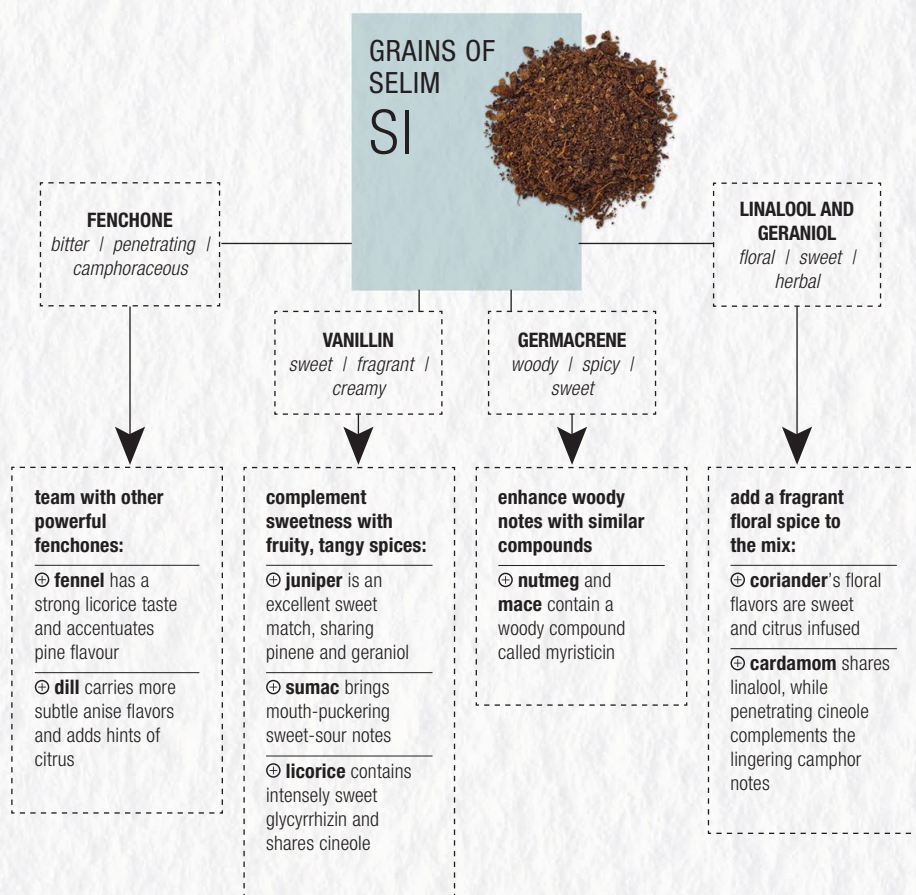 GRAINS OF
SELIM
SI
FENCHONE
bitter | penetrating |
camphoraceous
LINALOOL AND
GERANIOL
floral | sweet |
herbal
VANILLIN
sweet | fragrant |
creamy
GERMACRENE
woody | spicy |
sweet
team with other
powerful
fenchones:
⊕ fennel has a
strong licorice taste
and accentuates
pine flavour
⊕ dill carries more
subtle anise flavors
and adds hints of
citrus
complement
sweetness with
fruity, tangy spices:
⊕ juniper is an
excellent sweet
match, sharing
pinene and geraniol
⊕ sumac brings
mouth-puckering
sweet-sour notes
⊕ licorice contains
intensely sweet
glycyrrhizin and
shares cineole
enhance woody
notes with similar
compounds
⊕ nutmeg and
mace contain a
woody compound
called myristicin
add a fragrant
floral spice to
the mix:
⊕ coriander's floral
flavors are sweet
and citrus infused
⊕ cardamom shares
linalool, while
penetrating cineole
complements the
lingering camphor
notes